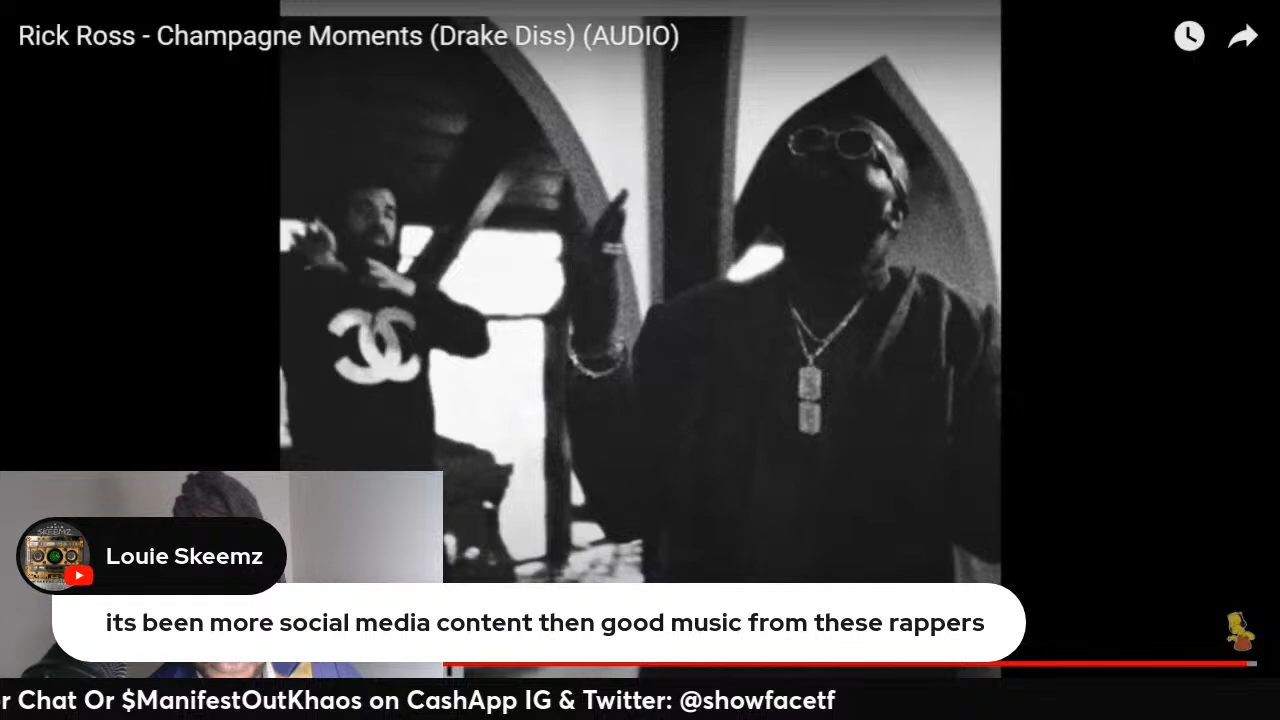 Rick Ross - Champagne Moments (Drake Diss) (AUDIO)
SKEEMZ
Louie Skeemz
its been more social media content then good music from these rappers
r Chat Or $ManifestOutKhaos on CashApp IG & Twitter: @showfacetf